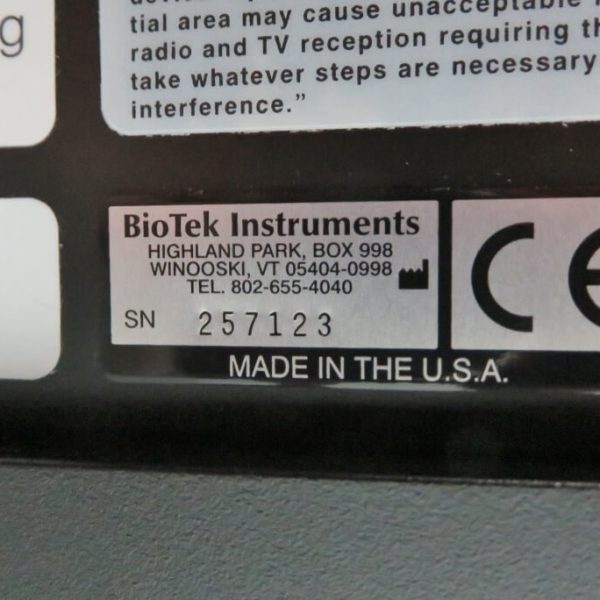 g
tial area may cause unacceptable
radio and TV reception requiring
take whatever steps are necessary
interference.”
BioTek Instruments
HIGHLAND PARK, BOX 998
WINOOSKI, VT 05404-0998
TEL. 802-655-4040
SN 257123
CE
MADE IN THE U.S.A.